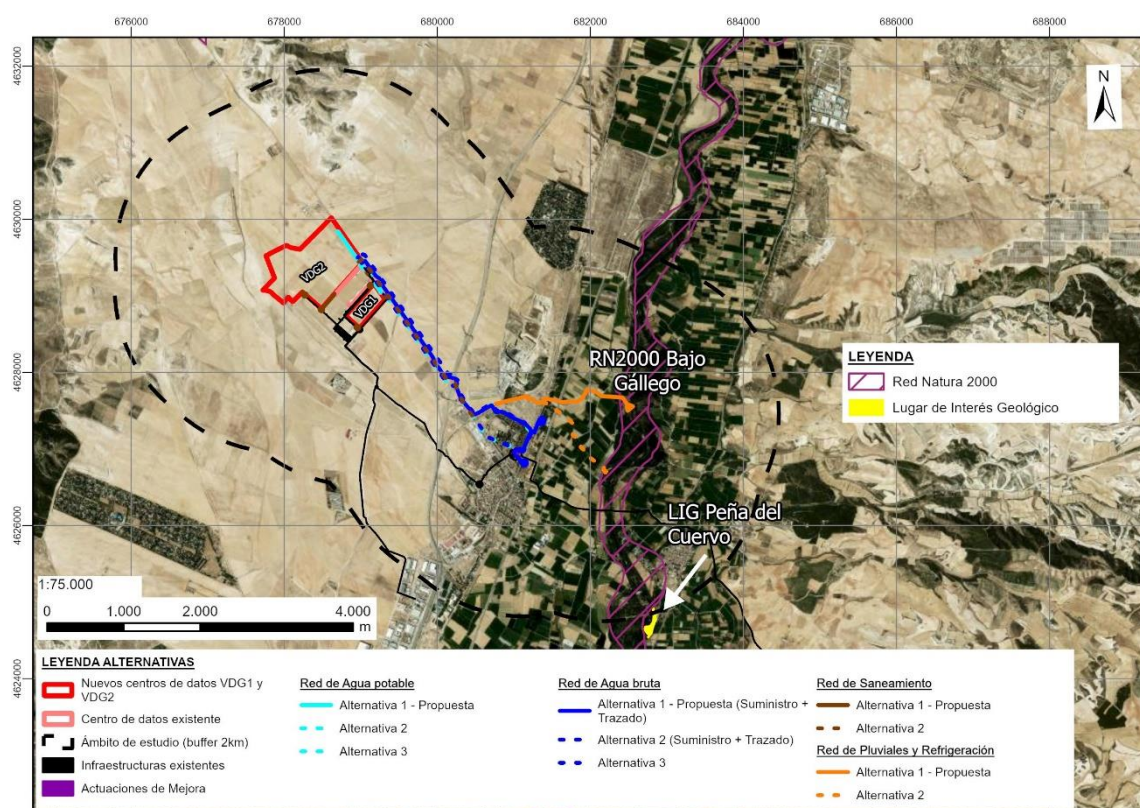 676000 678000 680000 682000 684000 686000 688000
4632000
N
4630000
VDG2
VDG1
4628000
RN2000 Bajo
Gállego
LEYENDA
Red Natura 2000
Lugar de Interés Geológico
4626000
LIG Peña del
Cuervo
1:75.000
0 1.000 2.000 4.000
m
4624000
LEYENDA ALTERNATIVAS
Nuevos centros de datos VDG1 y
VDG2
Centro de datos existente
Ámbito de estudio (buffer 2km)
Infraestructuras existentes
Actuaciones de Mejora
Red de Agua potable
Alternativa 1 - Propuesta
Alternativa 2
Alternativa 3
Red de Agua bruta
Alternativa 1 - Propuesta (Suministro +
Trazado)
Alternativa 2 (Suministro + Trazado)
Alternativa 3
Red de Saneamiento
Alternativa 1 - Propuesta
Alternativa 2
Red de Pluviales y Refrigeración
Alternativa 1 - Propuesta
Alternativa 2